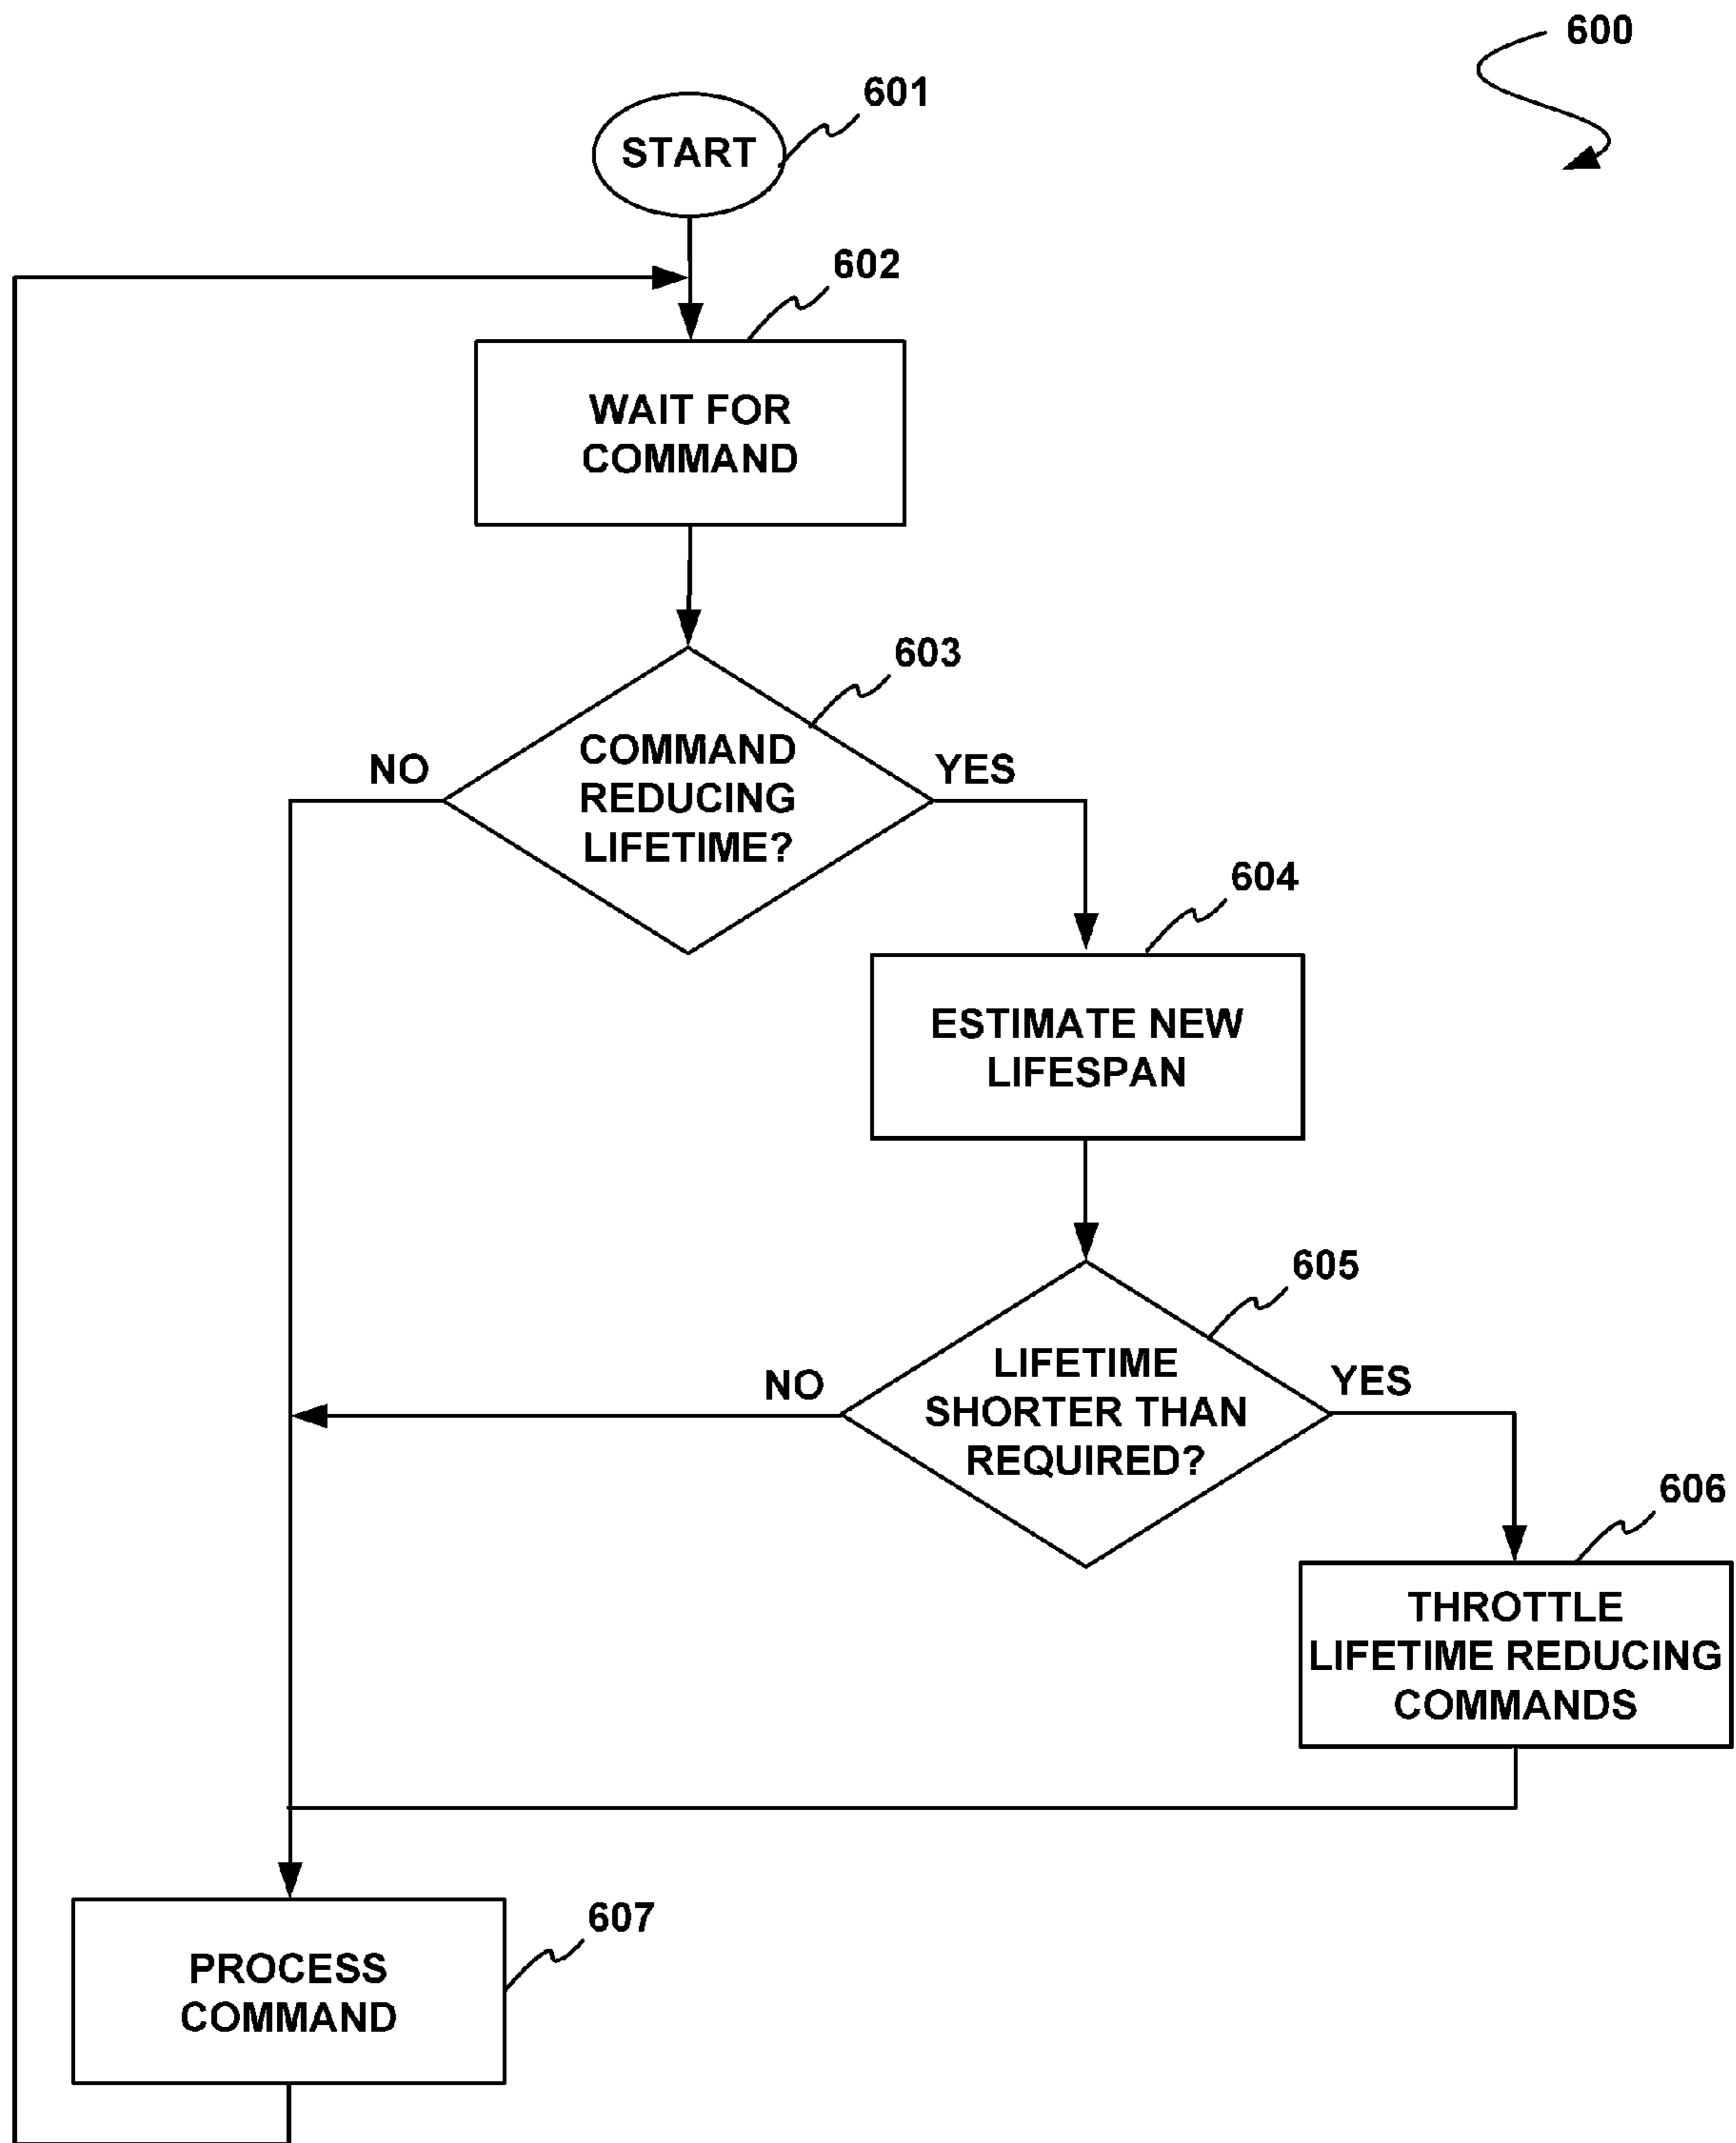 600
601
START
602
WAIT FOR
COMMAND
603
COMMAND
REDUCING
LIFETIME?
NO
YES
604
ESTIMATE NEW
LIFESPAN
605
LIFETIME
SHORTER THAN
REQUIRED?
NO
YES
606
THROTTLE
LIFETIME REDUCING
COMMANDS
607
PROCESS
COMMAND